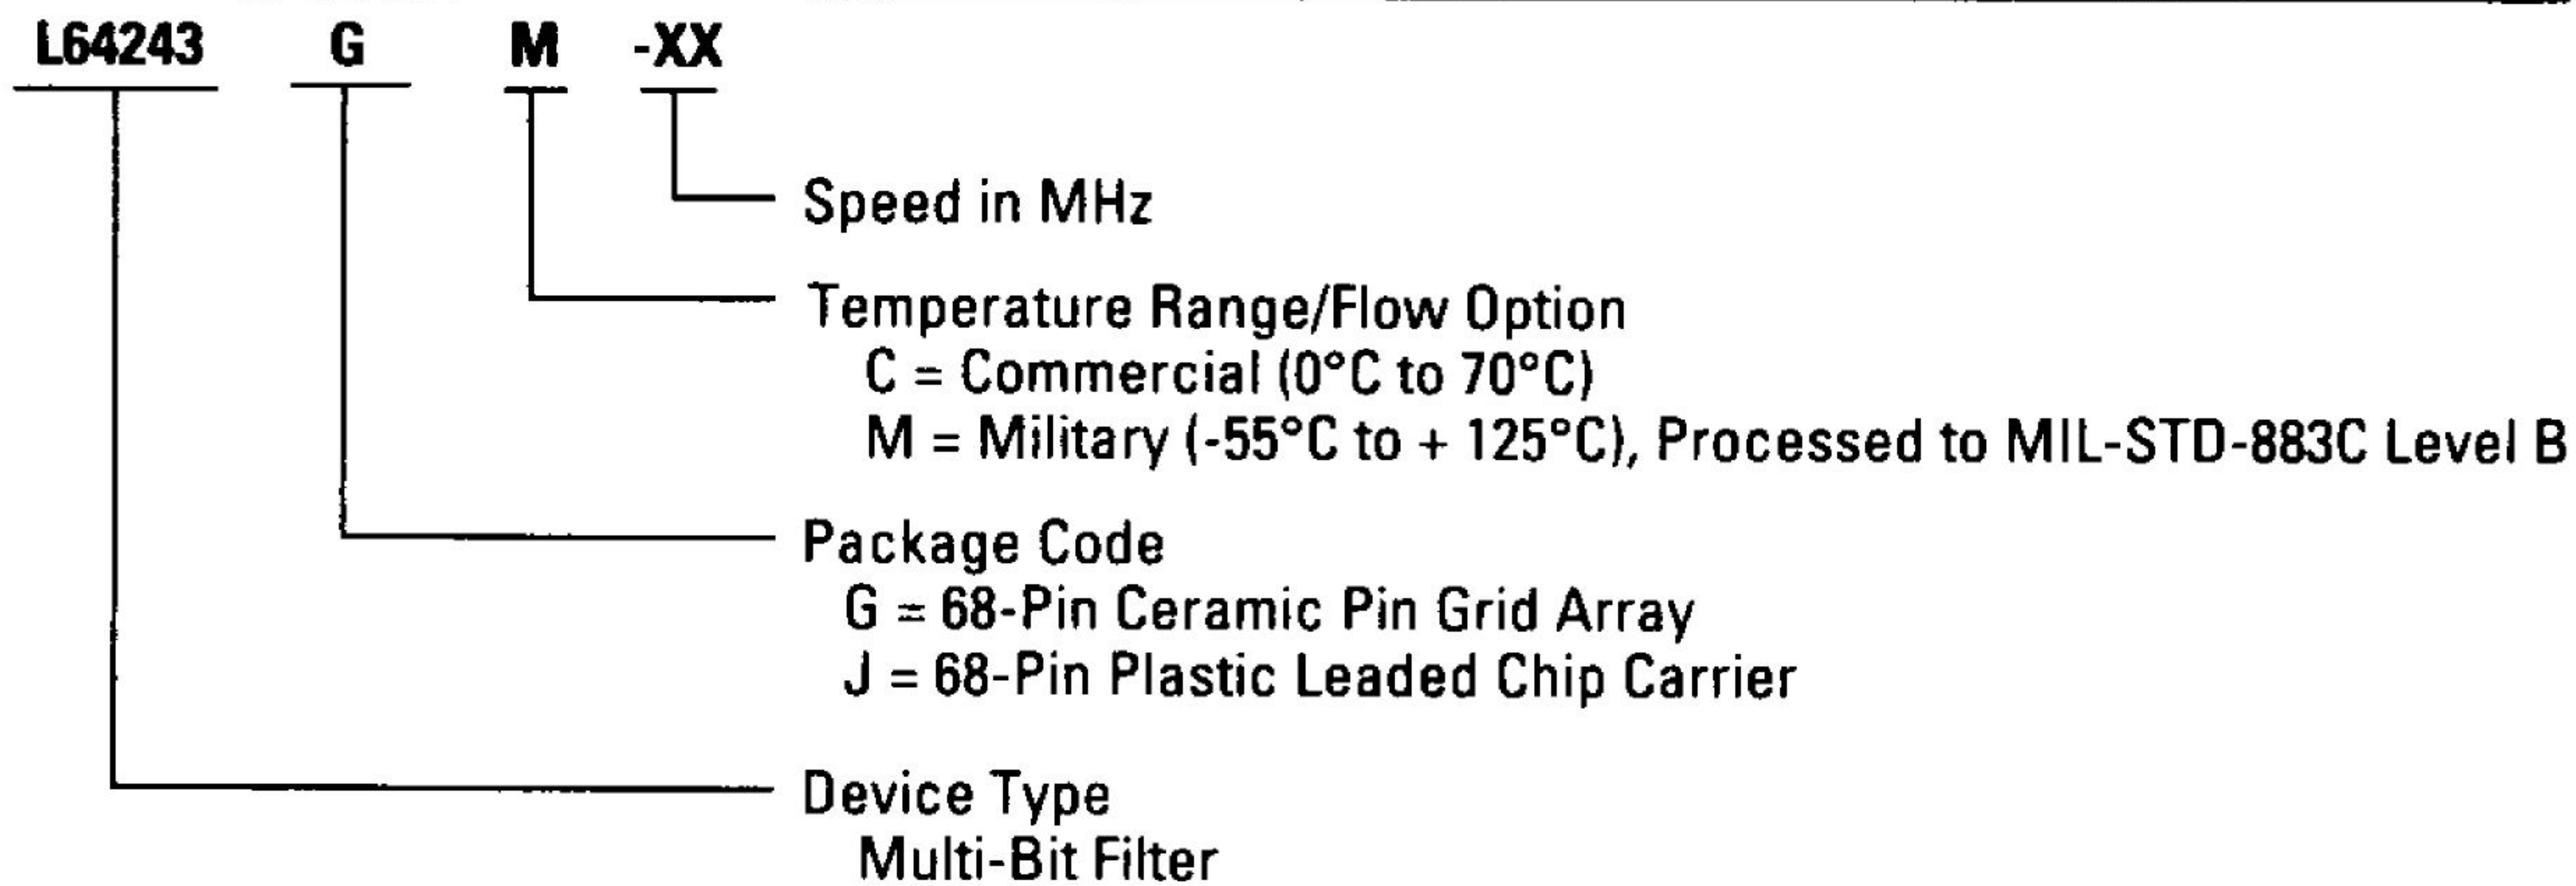 L64243 G M -XX
Speed in MHz
Temperature Range/Flow Option
C = Commercial (0°C to 70°C)
M = Military (-55°C to + 125°C), Processed to MIL-STD-883C Level B
Package Code
G = 68-Pin Ceramic Pin Grid Array
J = 68-Pin Plastic Leaded Chip Carrier
Device Type
Multi-Bit Filter